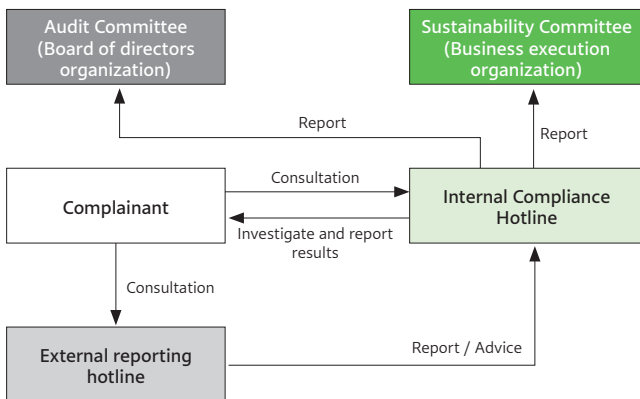 Audit Committee
(Board of directors
organization)
Sustainability Committee
(Business execution
organization)
Report
Report
Complainant
Consultation
Internal Compliance
Hotline
Investigate and report
results
Consultation
External reporting
hotline
Report / Advice